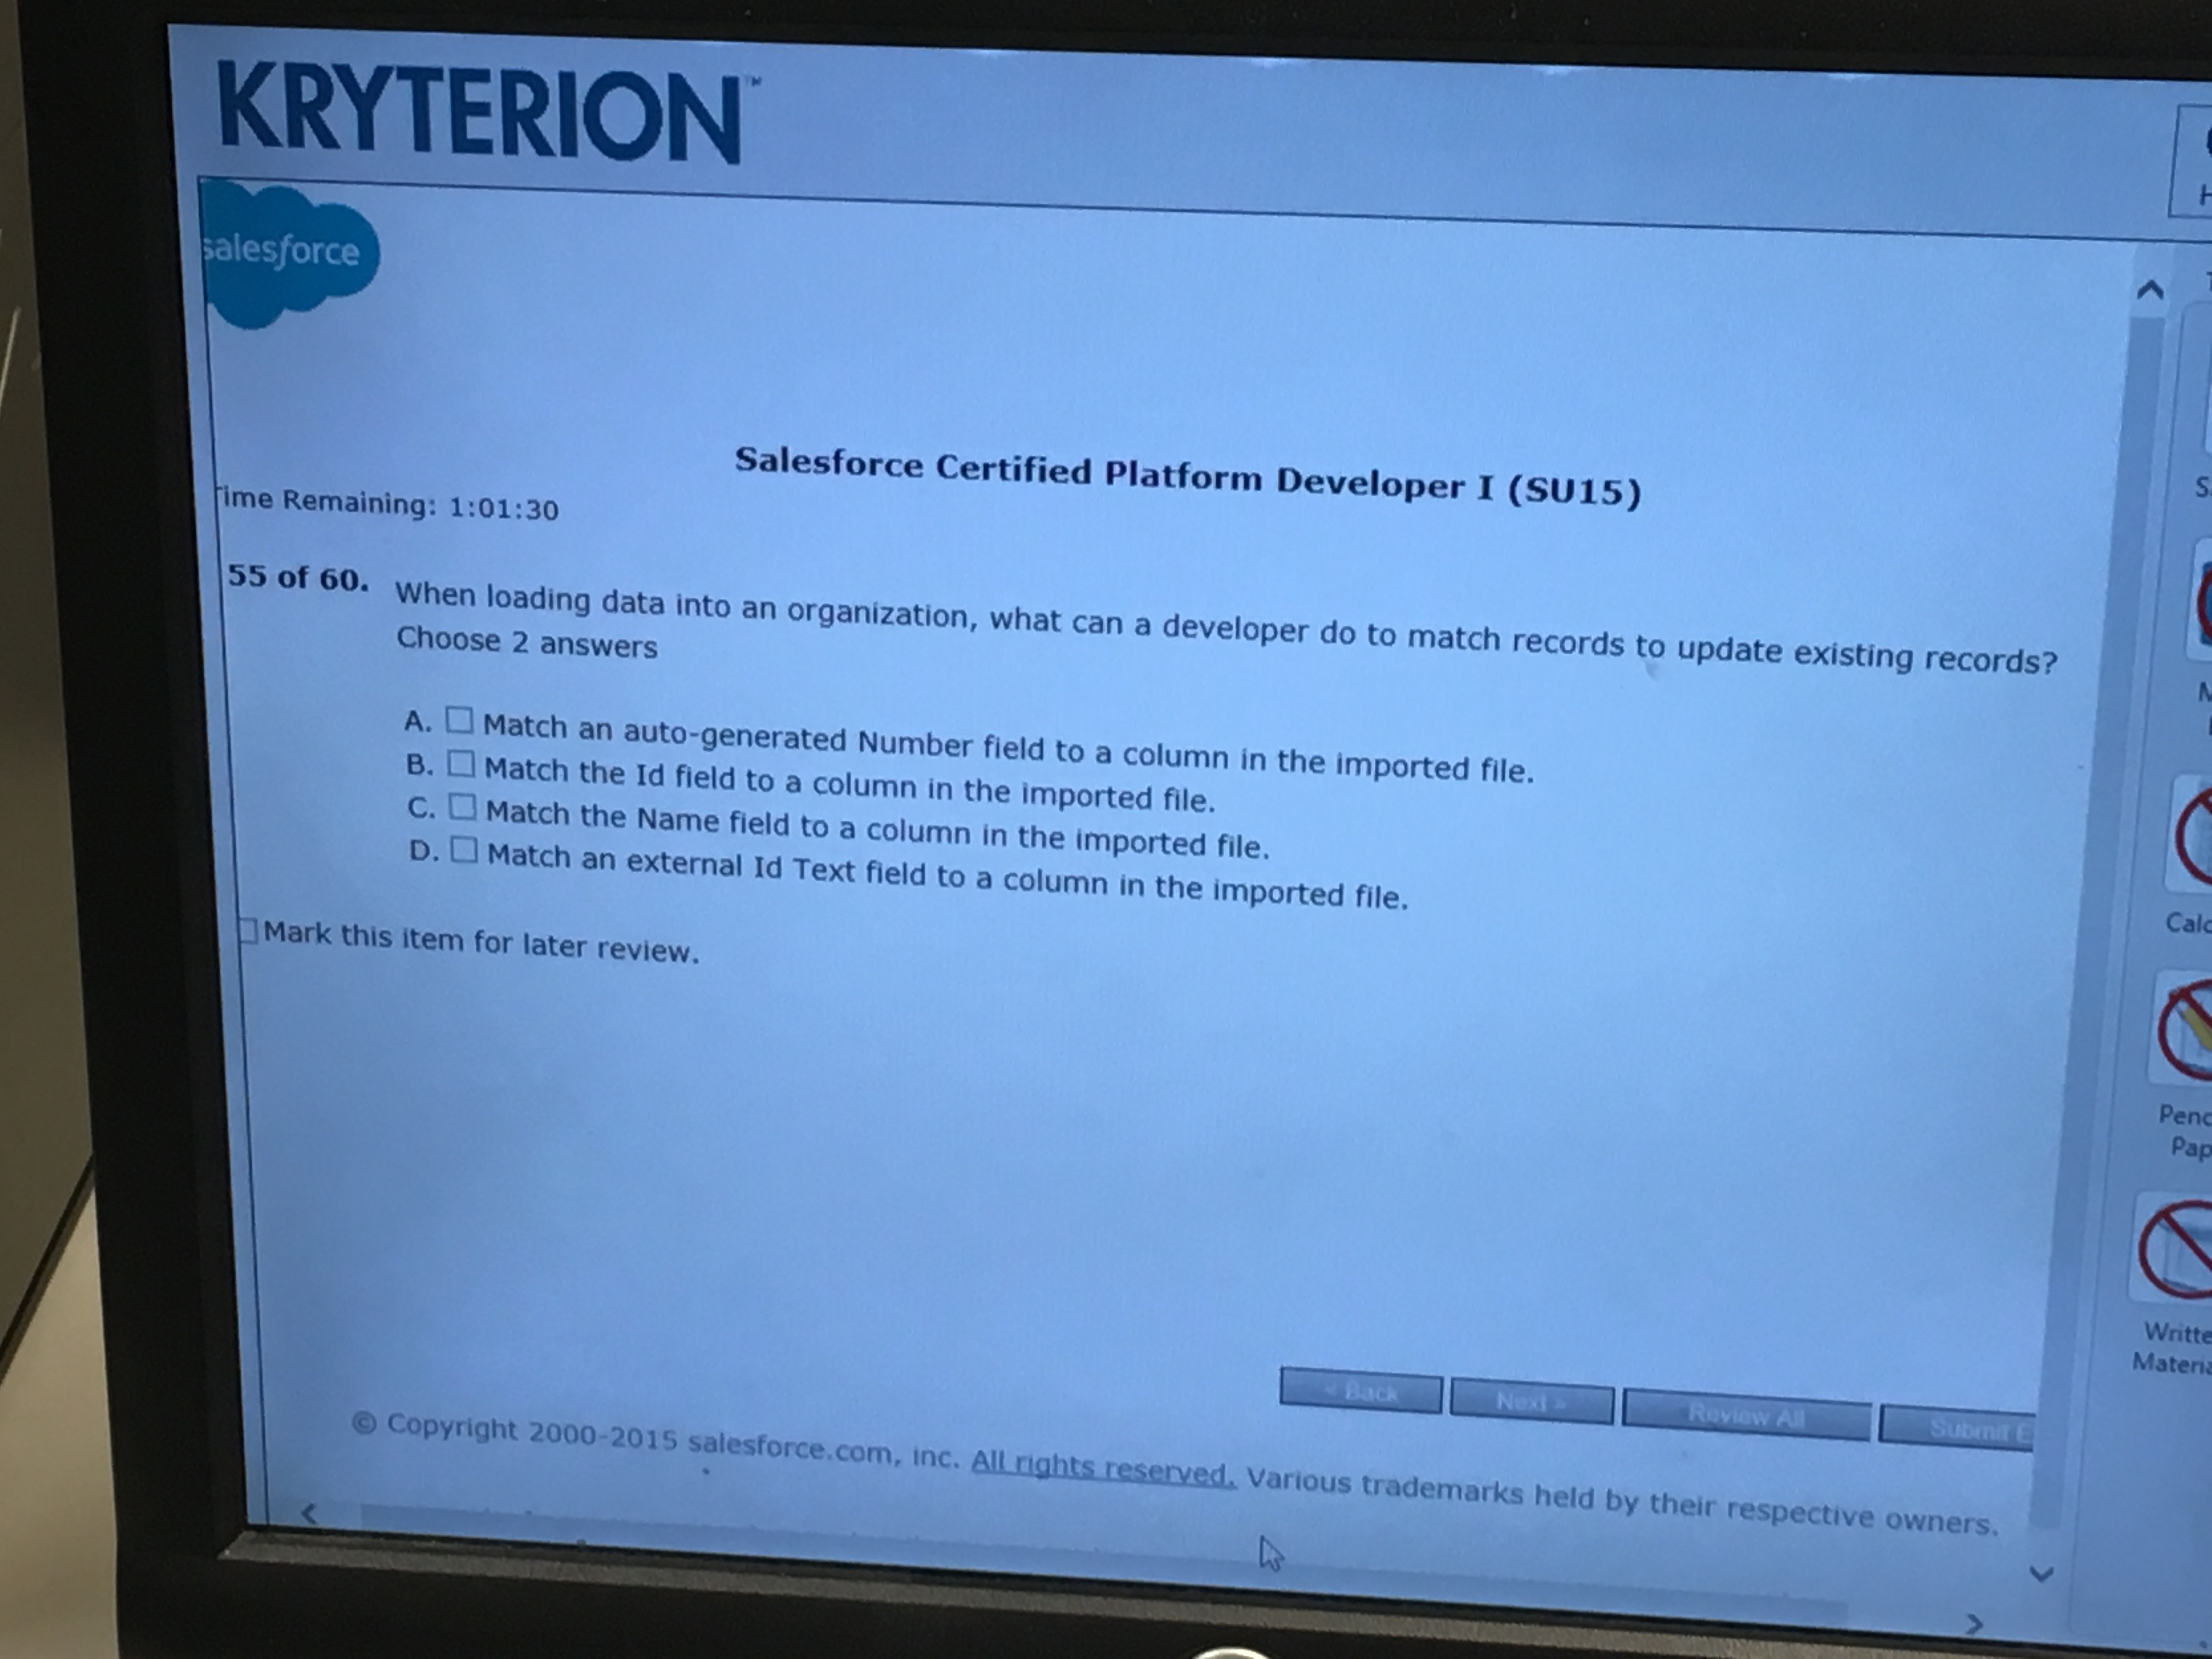 KRYTERION™
salesforce
Salesforce Certified Platform Developer I (SU15)
ime Remaining: 1:01:30
55 of 60. When loading data into an organization, what can a developer do to match records to update existing records?
Choose 2 answers
A. Match an auto-generated Number field to a column in the imported file.
B. Match the Id field to a column in the imported file.
C. Match the Name field to a column in the imported file.
D. Match an external Id Text field to a column in the imported file.
Mark this item for later review.
Calc
Penc
Pap
Writte
Materia
< Back Next > Review All Submit E
© Copyright 2000-2015 salesforce.com, inc. All rights reserved. Various trademarks held by their respective owners.